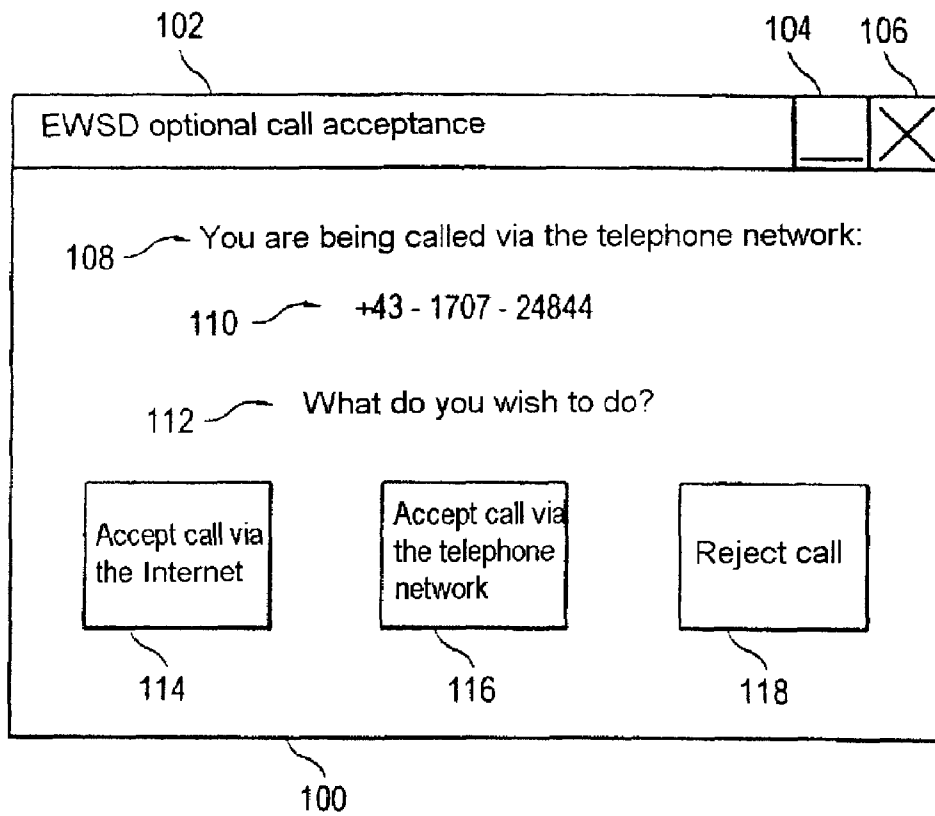 102
104
106
EWSD optional call acceptance
108
You are being called via the telephone network:
110
+43 - 1707 - 24844
112
What do you wish to do?
Accept call via
the Internet
Accept call via
the telephone
network
Reject call
114
116
118
100